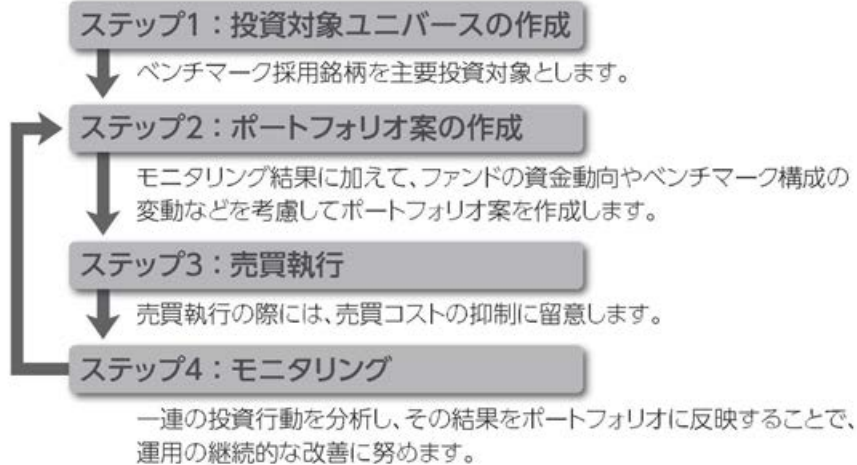 ステップ1：投資対象ユニバースの作成
ベンチマーク採用銘柄を主要投資対象とします。
ステップ2：ポートフォリオ案の作成
モニタリング結果に加えて、ファンドの資金動向やベンチマーク構成の
変動などを考慮してポートフォリオ案を作成します。
ステップ3：売買執行
売買執行の際には、売買コストの抑制に留意します。
ステップ4：モニタリング
一連の投資行動を分析し、その結果をポートフォリオに反映することで、
運用の継続的な改善に努めます。